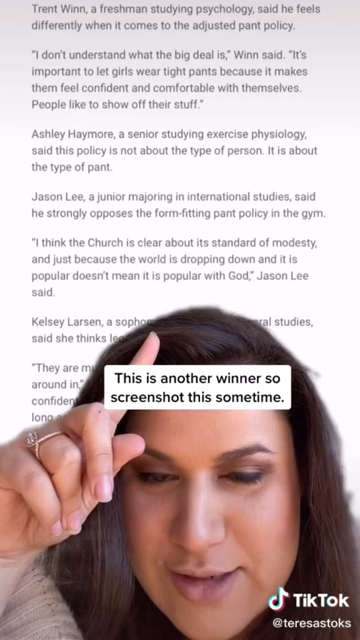 Trent Winn, a freshman studying psychology, said he feels
differently when it comes to the adjusted pant policy.
“I don’t understand what the big deal is,” Winn said. “It’s
important to let girls wear tight pants because it makes
them feel confident and comfortable with themselves.
People like to show off their stuff.”
Ashley Haymore, a senior studying exercise physiology,
said this policy is not about the type of person. It is about
the type of pant.
Jason Lee, a junior majoring in international studies, said
he strongly opposes the form-fitting pant policy in the gym.
“I think the Church is clear about its standard of modesty,
and just because the world is dropping down and it is
popular doesn’t mean it is popular with God,” Jason Lee
said.
Kelsey Larsen, a studies,
said she thinks
“They are
around in,”
This is another winner so
screenshot this sometime.
TikTok
@teresastoks